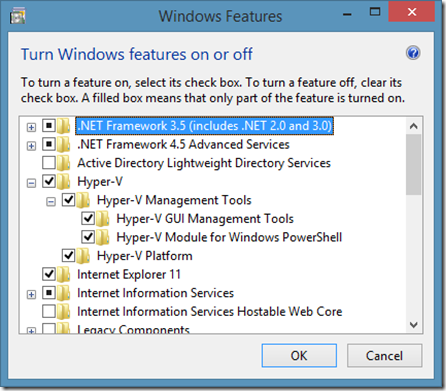 Windows Features
Turn Windows features on or off
To turn a feature on, select its check box. To turn a feature off, clear its
check box. A filled box means that only part of the feature is turned on.
.NET Framework 3.5 (includes .NET 2.0 and 3.0)
.NET Framework 4.5 Advanced Services
Active Directory Lightweight Directory Services
Hyper-V
Hyper-V Management Tools
Hyper-V GUI Management Tools
Hyper-V Module for Windows PowerShell
Hyper-V Platform
Internet Explorer 11
Internet Information Services
Internet Information Services Hostable Web Core
Legacy Components
OK
Cancel